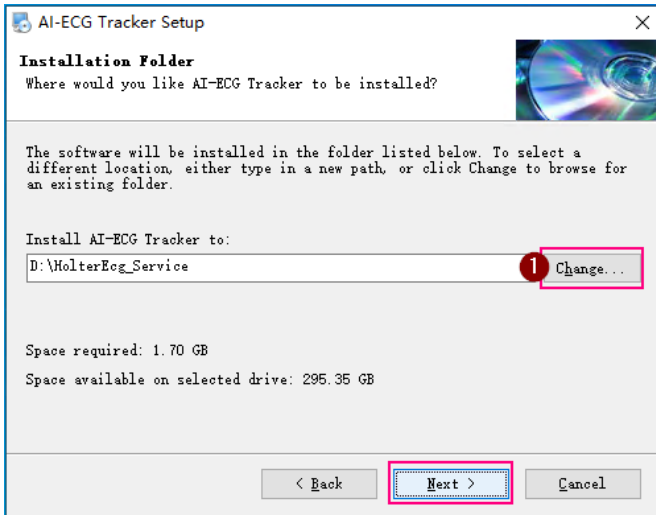 AI-ECG Tracker Setup
Installation Folder
Where would you like AI-ECG Tracker to be installed?
The software will be installed in the folder listed below. To select a
different location, either type in a new path, or click Change to browse for
an existing folder.
Install AI-ECG Tracker to:
D:\HolterEcg_Service
1 Change...
Space required: 1.70 GB
Space available on selected drive: 295.35 GB
< Back Next > Cancel